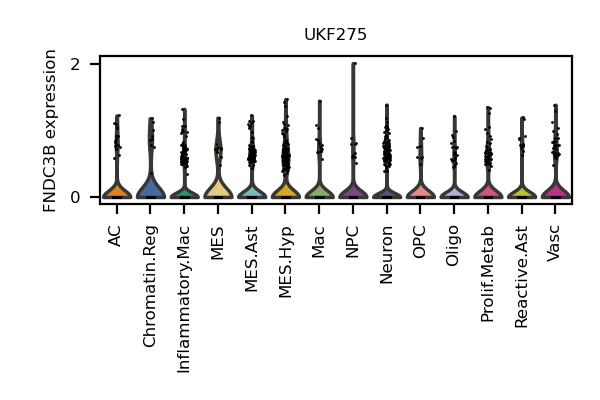 UKF275
FNDC3B expression
2
0
AC
Chromatin.Reg
Inflammatory.Mac
MES
MES.Ast
MES.Hyp
Mac
NPC
Neuron
OPC
Oligo
Prolif.Metab
Reactive.Ast
Vasc